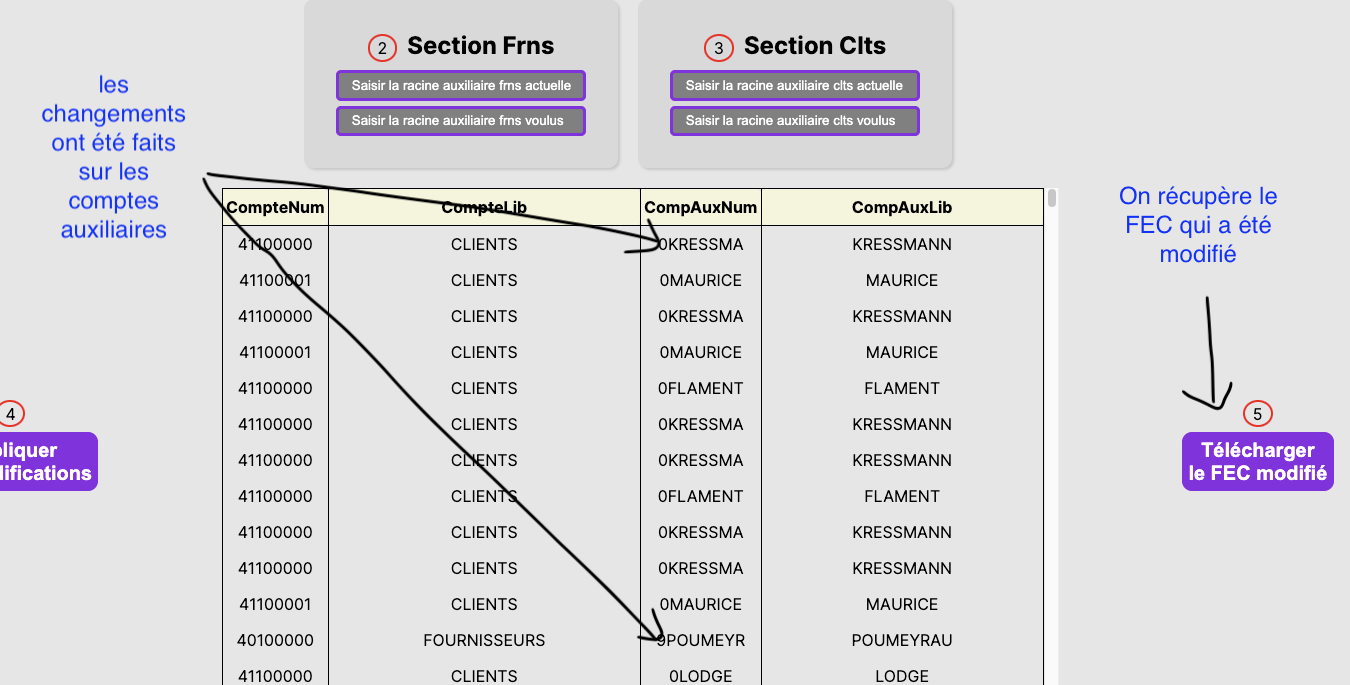 2 Section Frns
Saisir la racine auxiliaire frns actuelle
Saisir la racine auxiliaire frns voulus
3 Section Clts
Saisir la racine auxiliaire clts actuelle
Saisir la racine auxiliaire clts voulus
les
changements
ont été faits
sur les
comptes
auxiliaires
CompteNum CompteLib CompAuxNum CompAuxLib
41100000 CLIENTS 0KRESSMA KRESSMANN
41100001 CLIENTS 0MAURICE MAURICE
41100000 CLIENTS 0KRESSMA KRESSMANN
41100001 CLIENTS 0MAURICE MAURICE
41100000 CLIENTS 0FLAMENT FLAMENT
41100000 CLIENTS 0KRESSMA KRESSMANN
41100000 CLIENTS 0KRESSMA KRESSMANN
41100000 CLIENTS 0FLAMENT FLAMENT
41100000 CLIENTS 0KRESSMA KRESSMANN
41100000 CLIENTS 0KRESSMA KRESSMANN
41100001 CLIENTS 0MAURICE MAURICE
40100000 FOURNISSEURS 9POUMEYR POUMEYRAU
41100000 CLIENTS 0LODGE LODGE
On récupère le
FEC qui a été
modifié
4
pliquer
difications
5
Télécharger
le FEC modifié